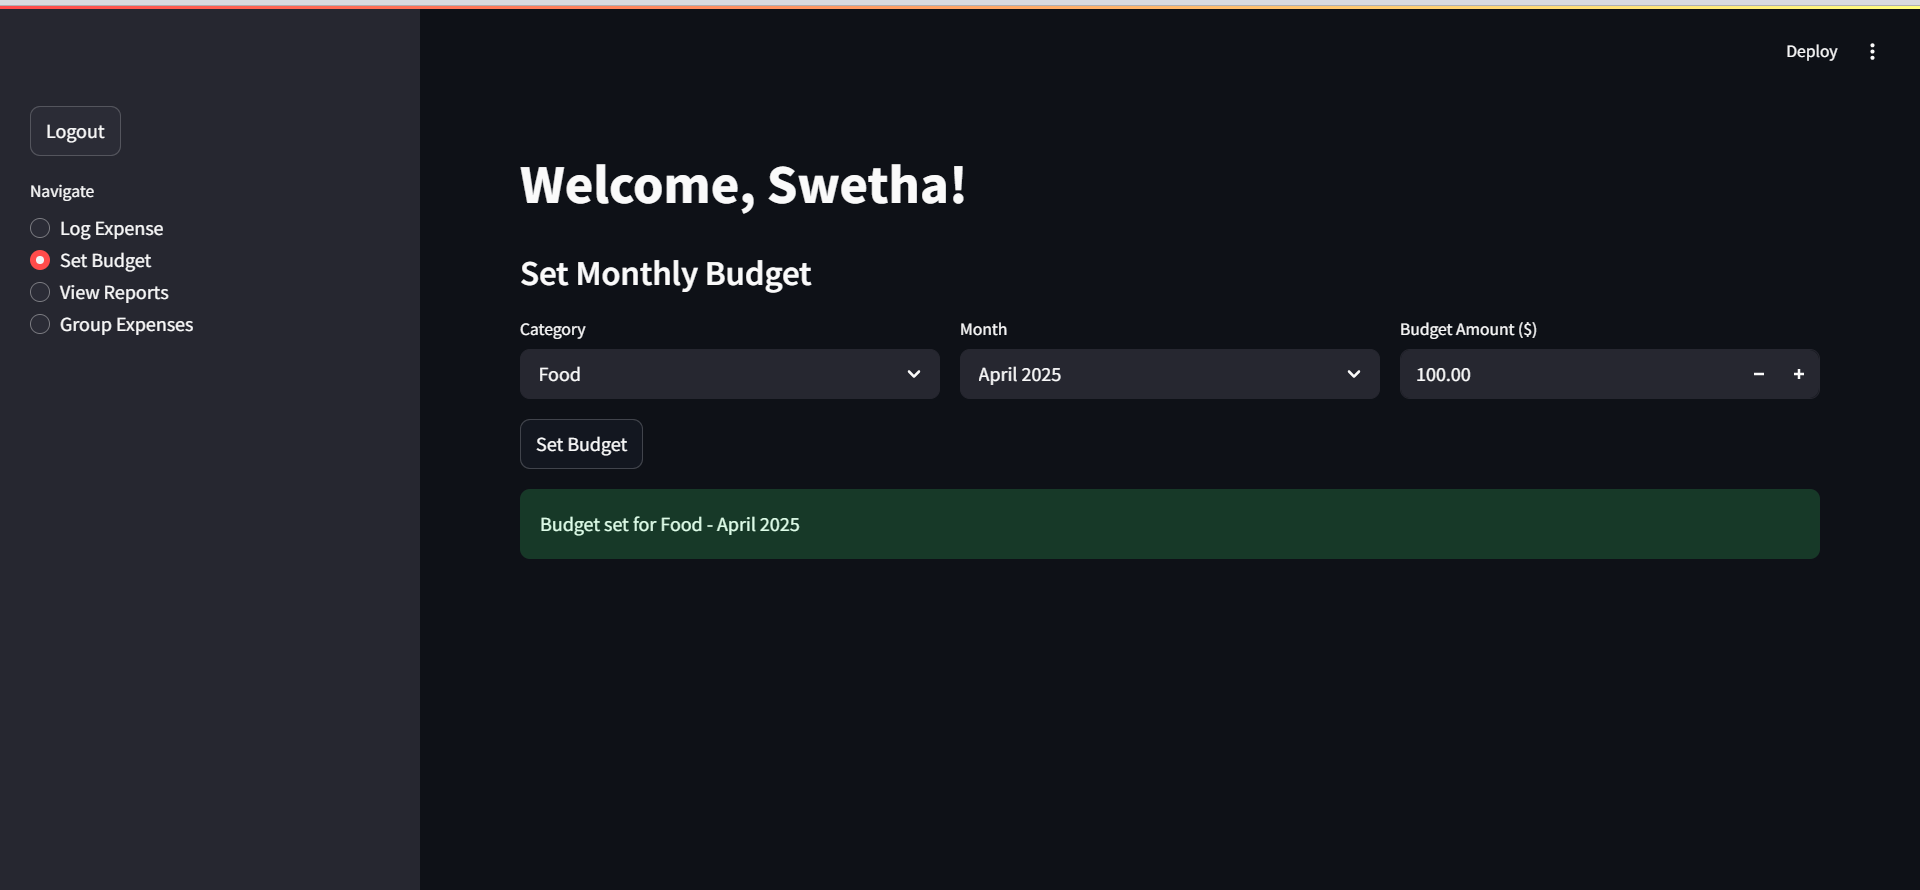 Deploy
Logout
Navigate
Log Expense
Set Budget
View Reports
Group Expenses
Welcome, Swetha!
Set Monthly Budget
Category
Month
Budget Amount ($)
Food
April 2025
100.00
Set Budget
Budget set for Food - April 2025